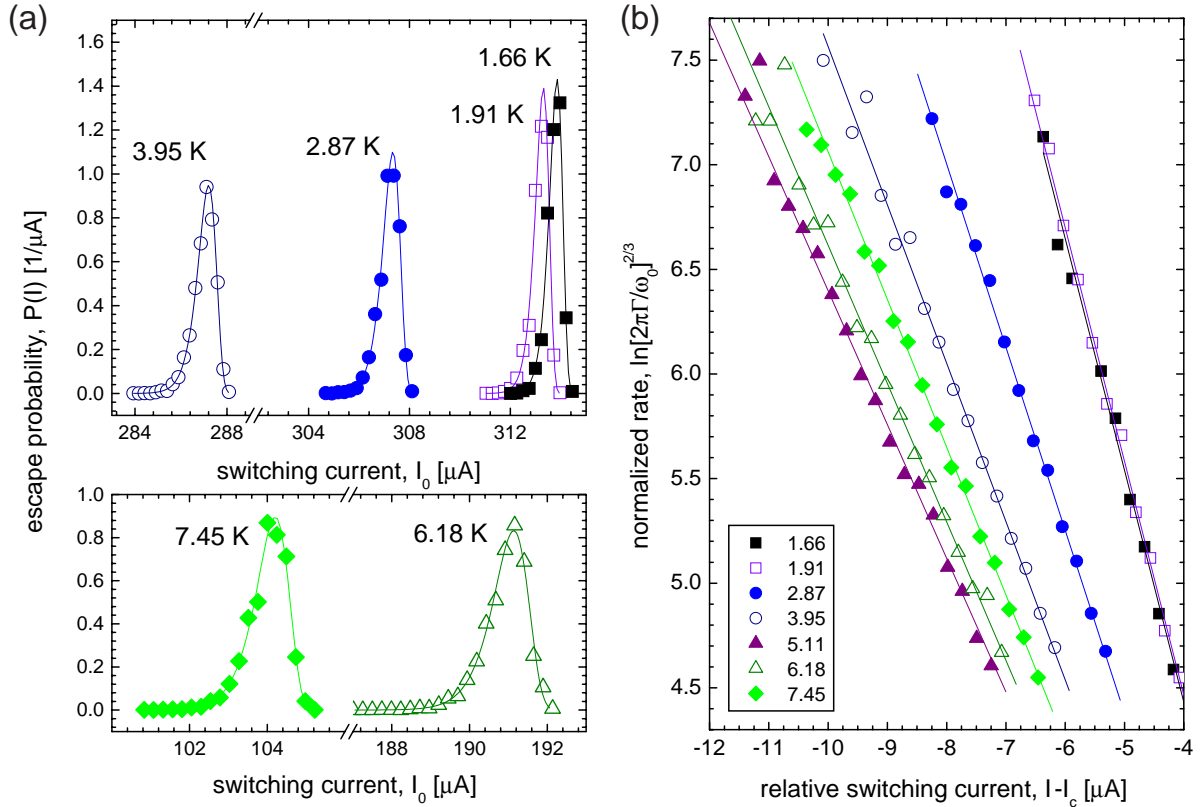 (a)
1.6
1.4
1.2
1.0
0.8
0.6
0.4
0.2
0.0
1.66 K
1.91 K
3.95 K
2.87 K
284 288 304 308 312
switching current, I0 [μA]
escape probability, P(I) [1/μA]
1.0
0.8
0.6
0.4
0.2
0.0
7.45 K
6.18 K
102 104 188 190 192
switching current, I0 [μA]
(b)
7.5
7.0
6.5
6.0
5.5
5.0
4.5
normalized rate, ln[2πΓ/ω0]^2/3
1.66
1.91
2.87
3.95
5.11
6.18
7.45
-12 -11 -10 -9 -8 -7 -6 -5 -4
relative switching current, I-Ic [μA]